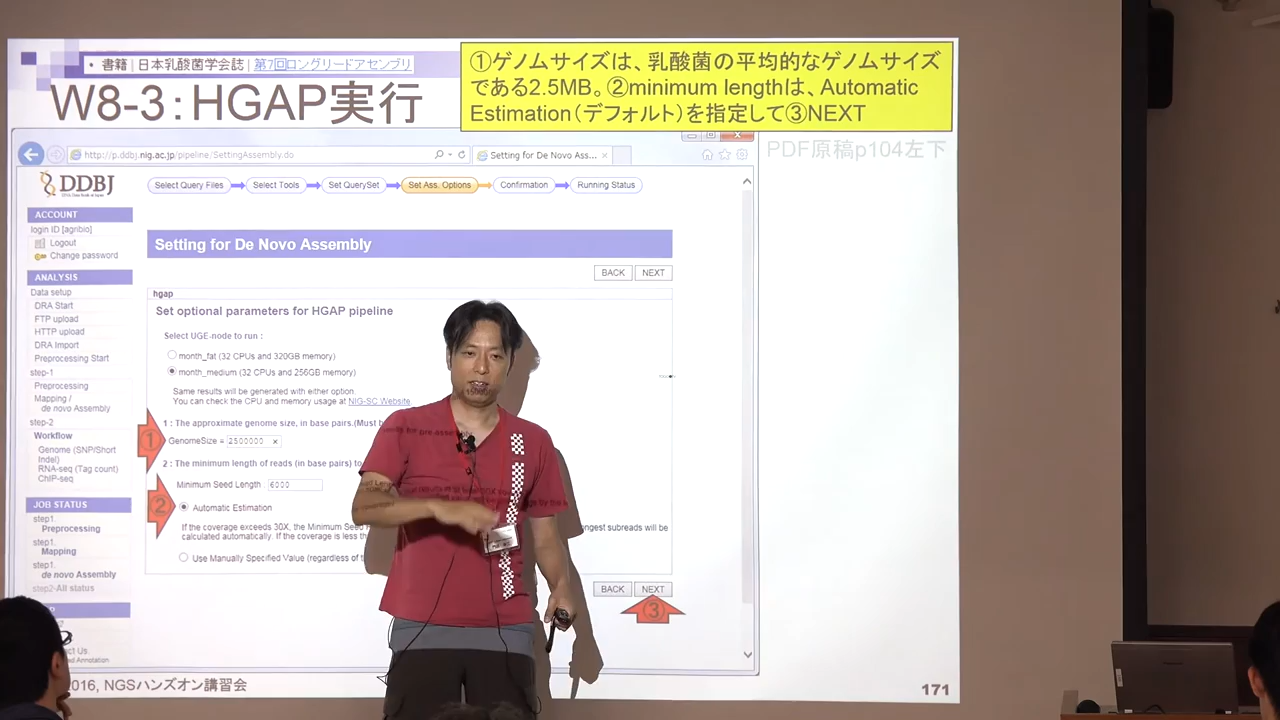 • 書籍 | 日本乳酸菌学会誌 | 第7回ロングリードアセンブリ
W8-3：HGAP実行
①ゲノムサイズは、乳酸菌の平均的なゲノムサイズ
である2.5MB。②minimum lengthは、Automatic
Estimation（デフォルト）を指定して③NEXT
PDF原稿p104左下
http://p.ddbj.nig.ac.jp/pipeline/SettingAssembly.do
Setting for De Novo Ass...
DDBJ
Select Query Files
Select Tools
Set QuerySet
Set Ass. Options
Confirmation
Running Status
ACCOUNT
login ID [agribio]
Logout
Change password
ANALYSIS
Data setup
DRA Start
FTP upload
HTTP upload
DRA Import
Preprocessing Start
step-1
Preprocessing
Mapping /
de novo Assembly
step-2
Workflow
Genome (SNP/Short
Indel)
RNA-seq (Tag count)
ChIP-seq
JOB STATUS
step1.
Preprocessing
step1.
Mapping
step1.
de novo Assembly
step2-All status
Setting for De Novo Assembly
BACK NEXT
hgap
Set optional parameters for HGAP pipeline
Select UGE-node to run :
month_fat (32 CPUs and 320GB memory)
month_medium (32 CPUs and 256GB memory)
Same results will be generated with either option
You can check the CPU and memory usage at NIG-SC Website.
1 : The approximate genome size, in base pairs.(Must b
① GenomeSize = 2500000 ×
2 : The minimum length of reads (in base pairs) to
Minimum Seed Length : 6000
② Automatic Estimation
If the coverage exceeds 30X, the Minimum Seed ngest subreads will be
calculated automatically. If the coverage is less th
Use Manually Specified Value (regardless of t
BACK NEXT
③
2016, NGSハンズオン講習会
171